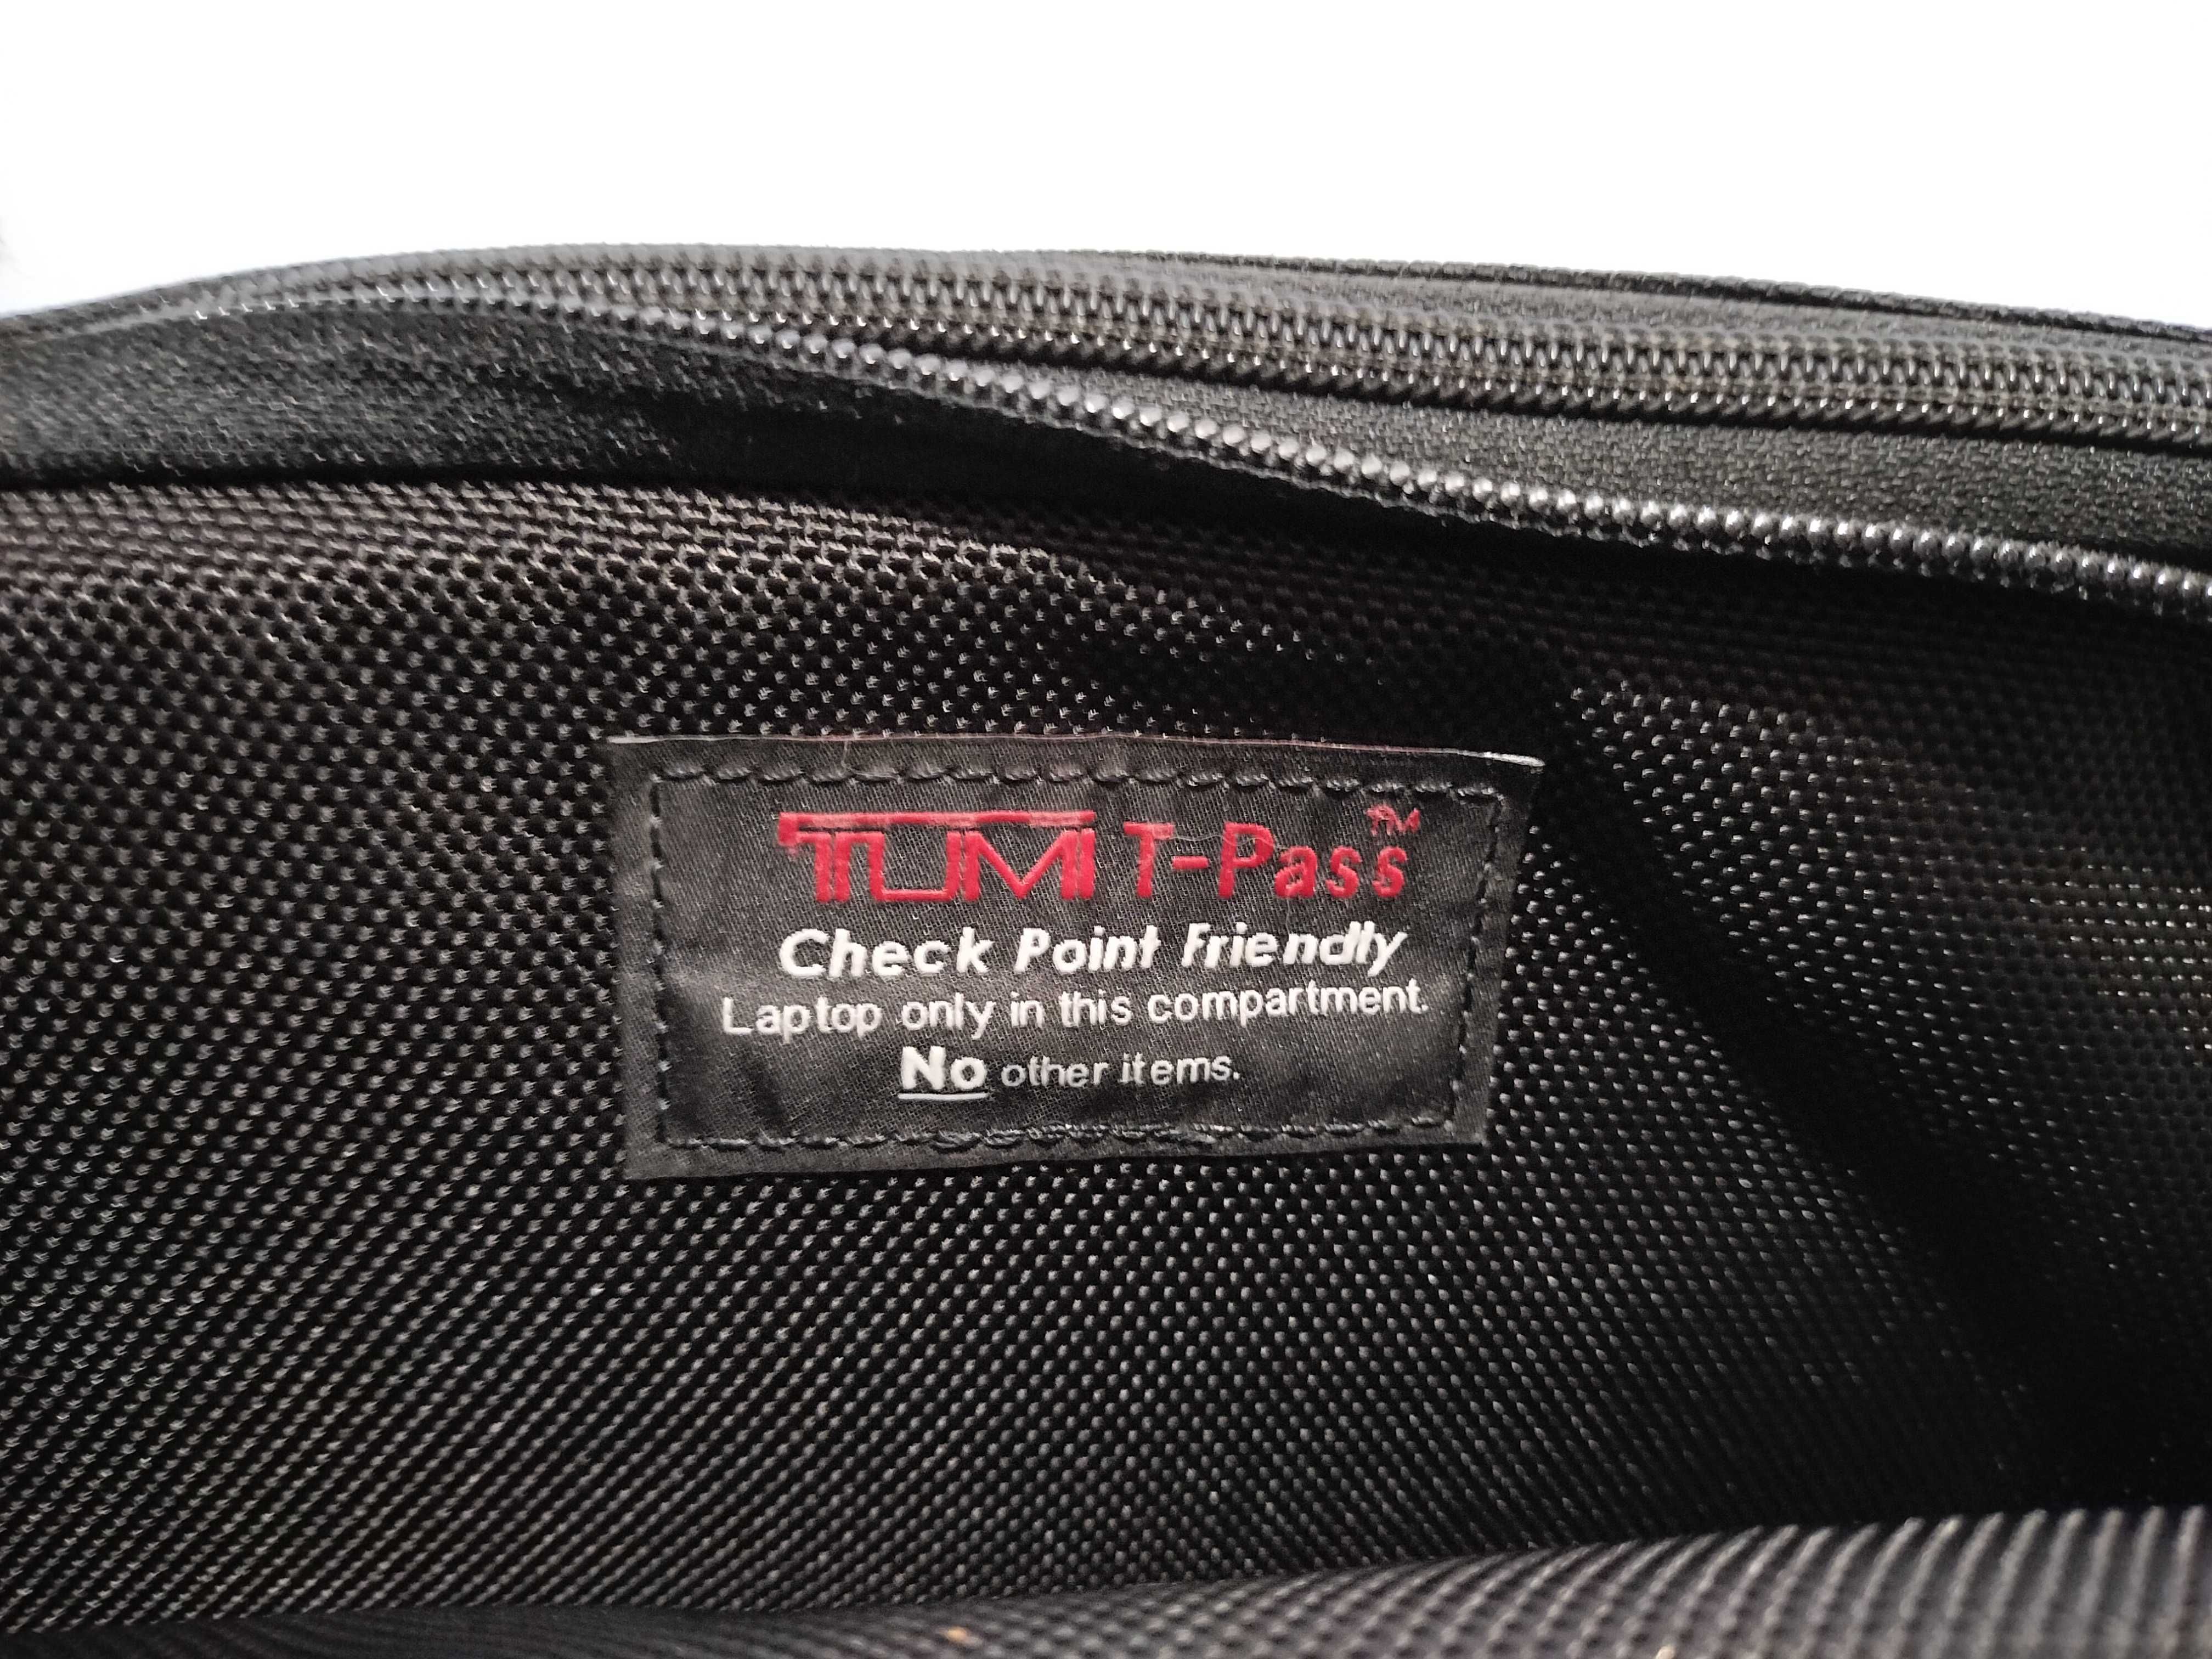 TUMI T-Pass™
Check Point Friendly
Laptop only in this compartment.
No other items.